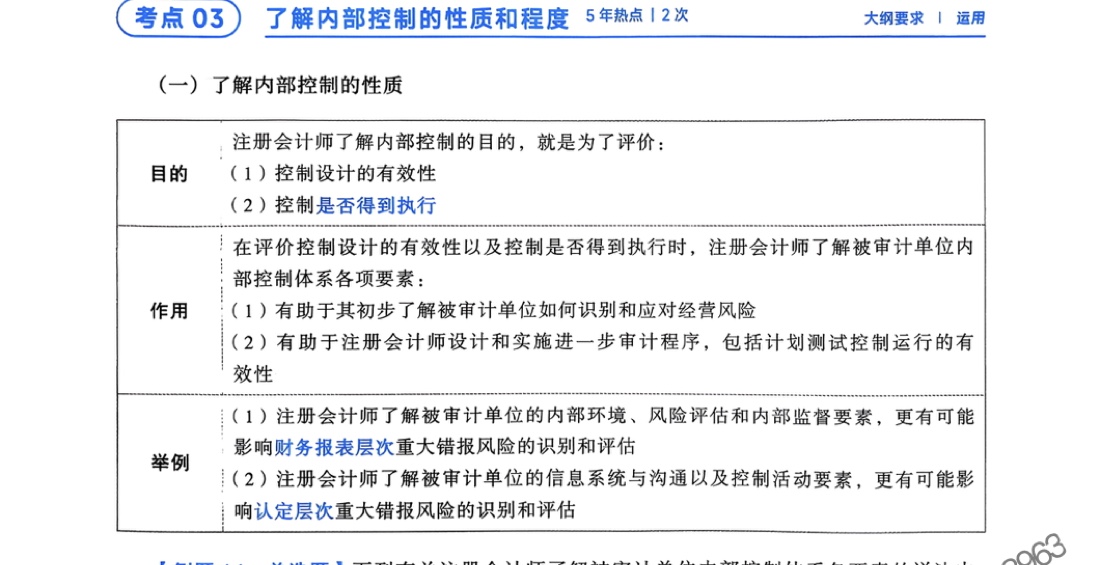 考点 03 了解内部控制的性质和程度 5年热点 | 2次 大纲要求 | 运用
（一）了解内部控制的性质
目的
注册会计师了解内部控制的目的，就是为了评价：
（1）控制设计的有效性
（2）控制是否得到执行
作用
在评价控制设计的有效性以及控制是否得到执行时，注册会计师了解被审计单位内
部控制体系各项要素：
（1）有助于其初步了解被审计单位如何识别和应对经营风险
（2）有助于注册会计师设计和实施进一步审计程序，包括计划测试控制运行的有
效性
举例
（1）注册会计师了解被审计单位的内部环境、风险评估和内部监督要素，更有可能
影响财务报表层次重大错报风险的识别和评估
（2）注册会计师了解被审计单位的信息系统与沟通以及控制活动要素，更有可能影
响认定层次重大错报风险的识别和评估